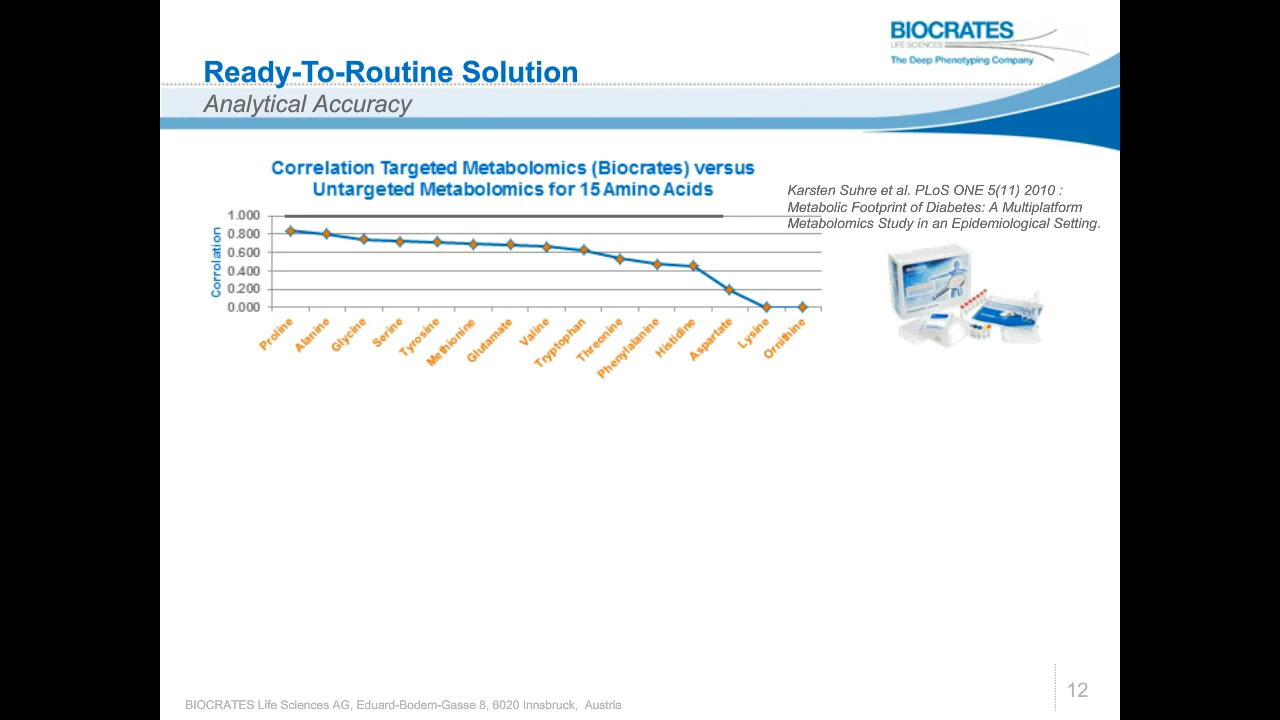 BIOCRATES
LIFE SCIENCES
The Deep Phenotyping Company
Ready-To-Routine Solution
Analytical Accuracy
Correlation Targeted Metabolomics (Biocrates) versus
Untargeted Metabolomics for 15 Amino Acids
Karsten Suhre et al. PLoS ONE 5(11) 2010 :
Metabolic Footprint of Diabetes: A Multiplatform
Metabolomics Study in an Epidemiological Setting.
Correlation
1.000
0.800
0.600
0.400
0.200
0.000
Proline
Alanine
Glycine
Serine
Tyrosine
Methionine
Glutamate
Valine
Tryptophan
Threonine
Phenylalanine
Histidine
Aspartate
Lysine
Ornithine
BIOCRATES
12
BIOCRATES Life Sciences AG, Eduard-Bodem-Gasse 8, 6020 Innsbruck, Austria